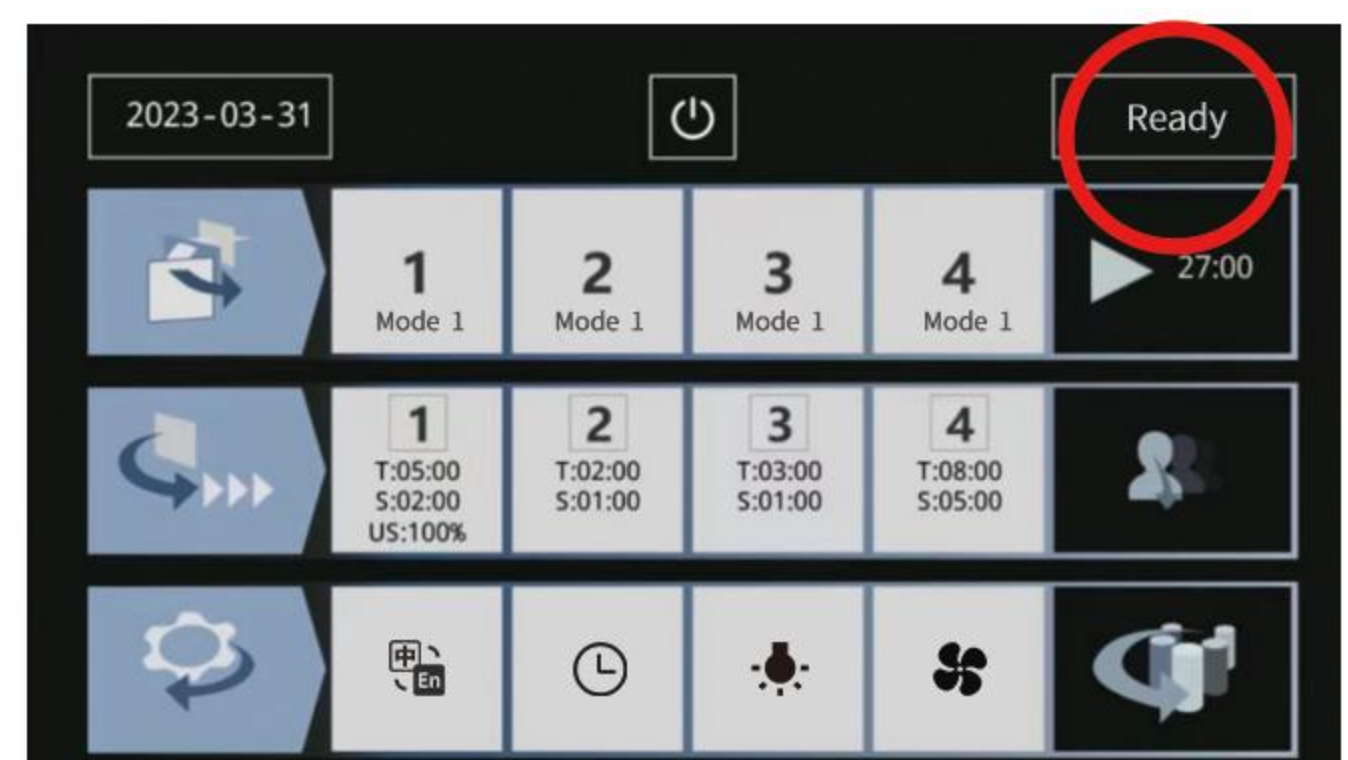 2023-03-31
Ready
1
Mode 1
2
Mode 1
3
Mode 1
4
Mode 1
27:00
1
T:05:00
S:02:00
US:100%
2
T:02:00
S:01:00
3
T:03:00
S:01:00
4
T:08:00
S:05:00
中
En